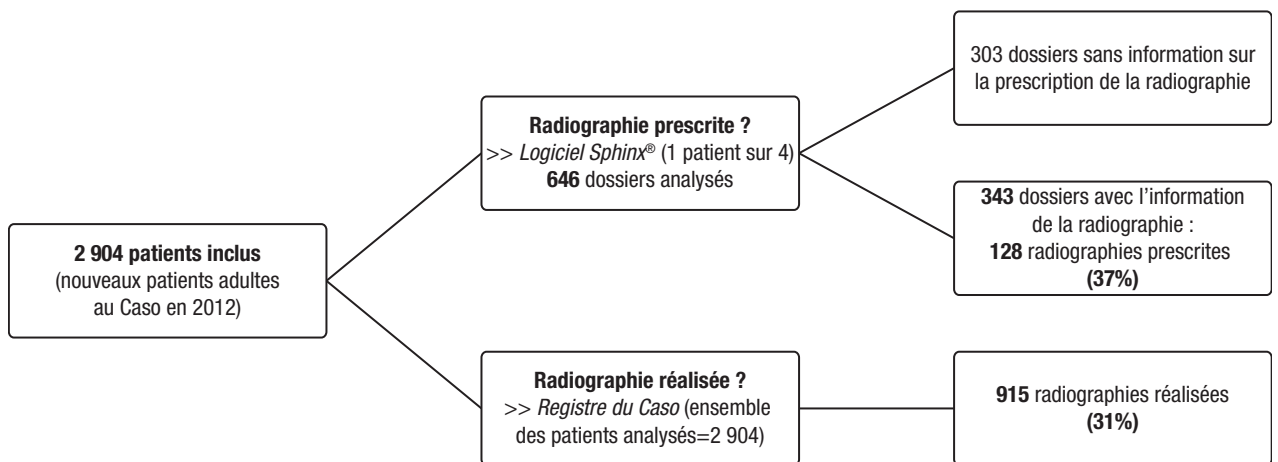 2 904 patients inclus
(nouveaux patients adultes
au Caso en 2012)
Radiographie prescrite ?
>> Logiciel Sphinx® (1 patient sur 4)
646 dossiers analysés
303 dossiers sans information sur
la prescription de la radiographie
343 dossiers avec l’information
de la radiographie :
128 radiographies prescrites
(37%)
Radiographie réalisée ?
>> Registre du Caso (ensemble
des patients analysés=2 904)
915 radiographies réalisées
(31%)